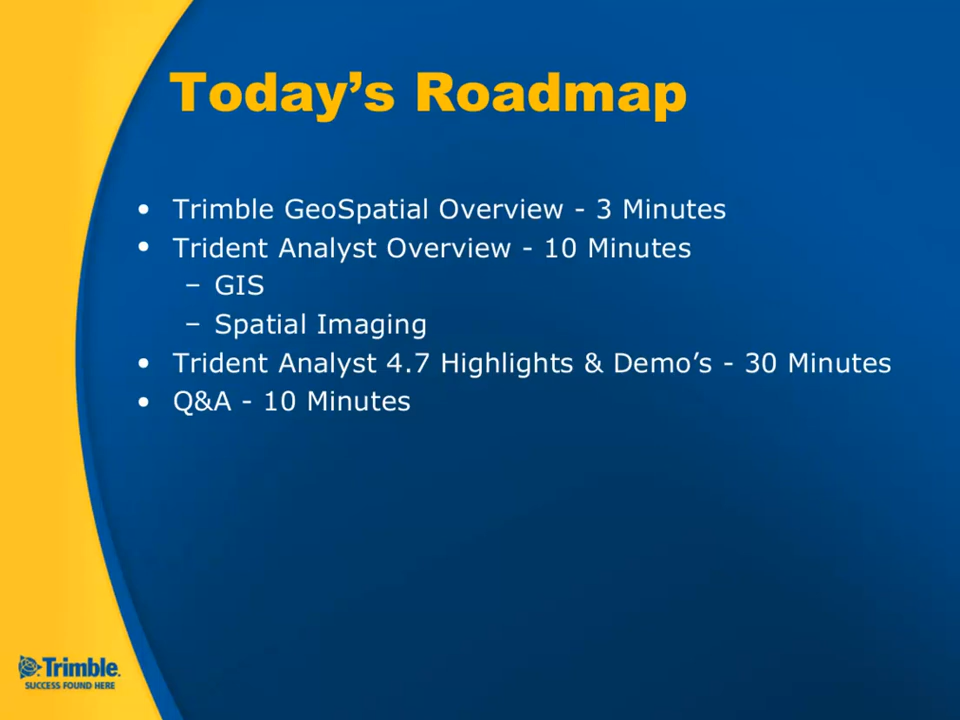 Today’s Roadmap
• Trimble GeoSpatial Overview - 3 Minutes
• Trident Analyst Overview - 10 Minutes
– GIS
– Spatial Imaging
• Trident Analyst 4.7 Highlights & Demo’s - 30 Minutes
• Q&A - 10 Minutes
Trimble.
SUCCESS FOUND HERE